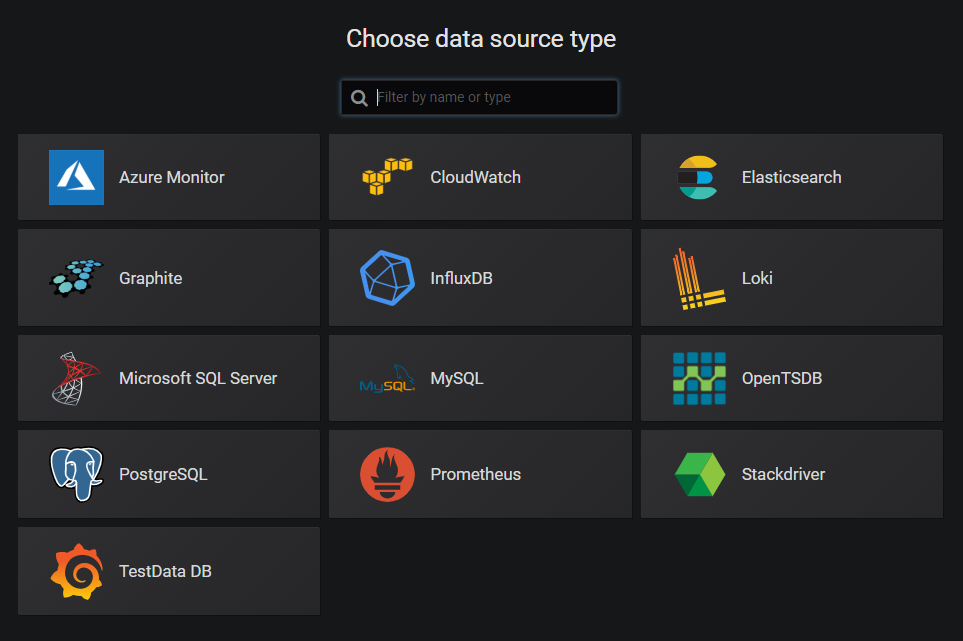 Choose data source type
Filter by name or type
Azure Monitor
CloudWatch
Elasticsearch
Graphite
InfluxDB
Loki
Microsoft SQL Server
MySQL
MySQL
OpenTSDB
PostgreSQL
Prometheus
Stackdriver
TestData DB